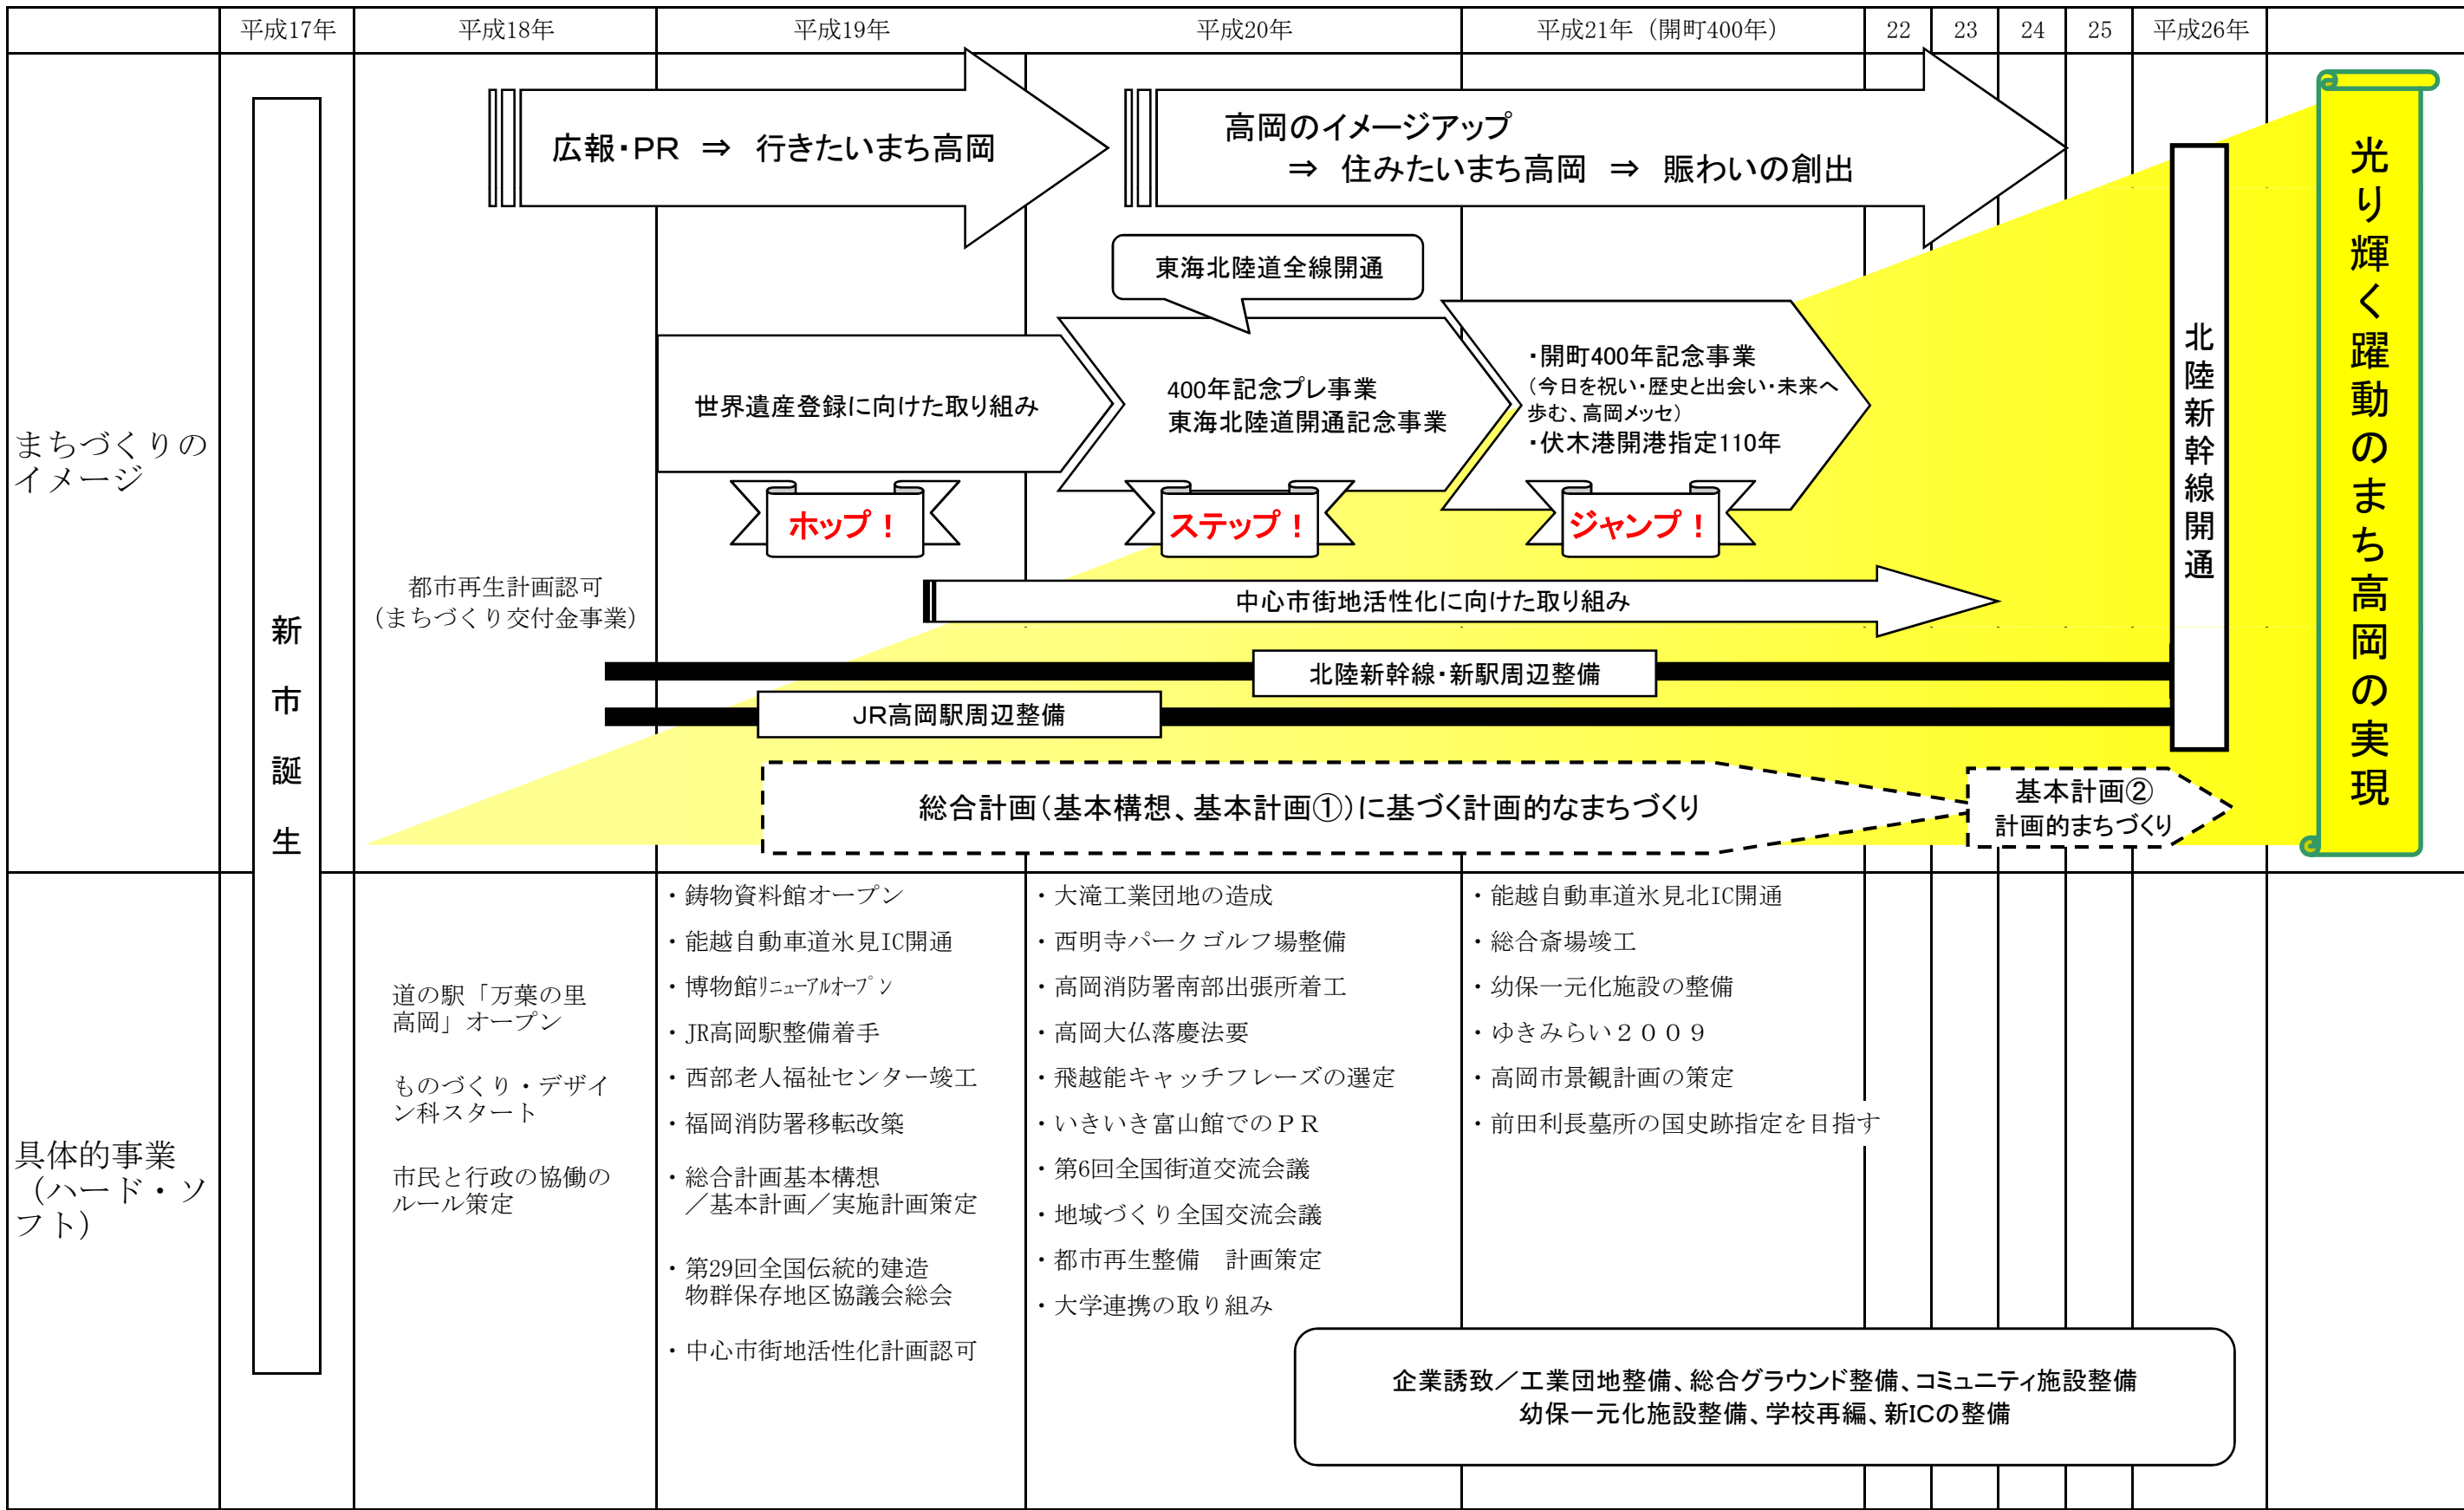 平成17年
平成18年
平成19年
平成20年
平成21年（開町400年）
22
23
24
25
平成26年
まちづくりの
イメージ
新市誕生
広報・ＰＲ ⇒ 行きたいまち高岡
高岡のイメージアップ
⇒ 住みたいまち高岡 ⇒ 賑わいの創出
東海北陸道全線開通
世界遺産登録に向けた取り組み
400年記念プレ事業
東海北陸道開通記念事業
・開町400年記念事業
（今日を祝い・歴史と出会い・未来へ
歩む、高岡メッセ）
・伏木港開港指定110年
ホップ！
ステップ！
ジャンプ！
都市再生計画認可
（まちづくり交付金事業）
中心市街地活性化に向けた取り組み
北陸新幹線・新駅周辺整備
ＪＲ高岡駅周辺整備
総合計画（基本構想、基本計画①）に基づく計画的なまちづくり
基本計画②
計画的まちづくり
北陸新幹線開通
光り輝く躍動のまち高岡の実現
具体的事業
（ハード・ソ
フト）
道の駅「万葉の里
高岡」オープン
ものづくり・デザイ
ン科スタート
市民と行政の協働の
ルール策定
・鋳物資料館オープン
・能越自動車道氷見IC開通
・博物館ﾘﾆｭｰｱﾙｵｰﾌﾟﾝ
・JR高岡駅整備着手
・西部老人福祉センター竣工
・福岡消防署移転改築
・総合計画基本構想
／基本計画／実施計画策定
・第29回全国伝統的建造
物群保存地区協議会総会
・中心市街地活性化計画認可
・大滝工業団地の造成
・西明寺パークゴルフ場整備
・高岡消防署南部出張所着工
・高岡大仏落慶法要
・飛越能キャッチフレーズの選定
・いきいき富山館でのＰＲ
・第6回全国街道交流会議
・地域づくり全国交流会議
・都市再生整備　計画策定
・大学連携の取り組み
・能越自動車道氷見北IC開通
・総合斎場竣工
・幼保一元化施設の整備
・ゆきみらい２００９
・高岡市景観計画の策定
・前田利長墓所の国史跡指定を目指す
企業誘致／工業団地整備、総合グラウンド整備、コミュニティ施設整備
幼保一元化施設整備、学校再編、新ICの整備